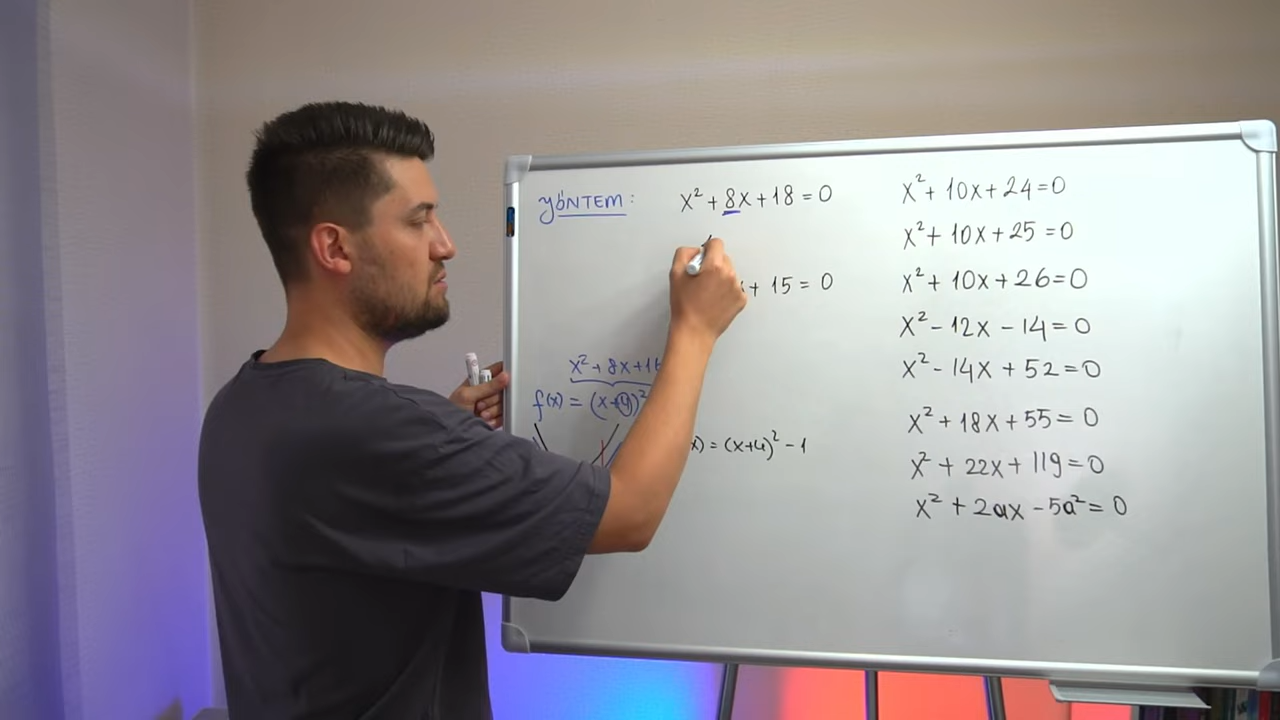 yÖNTEM:
x² + 8x + 18 = 0
+ 15 = 0
x² + 8x + 16
f(x) = (x+4)²
x) = (x+4)² - 1
x² + 10x + 24 = 0
x² + 10x + 25 = 0
x² + 10x + 26 = 0
x² - 12x - 14 = 0
x² - 14x + 52 = 0
x² + 18x + 55 = 0
x² + 22x + 119 = 0
x² + 2ax - 5a² = 0